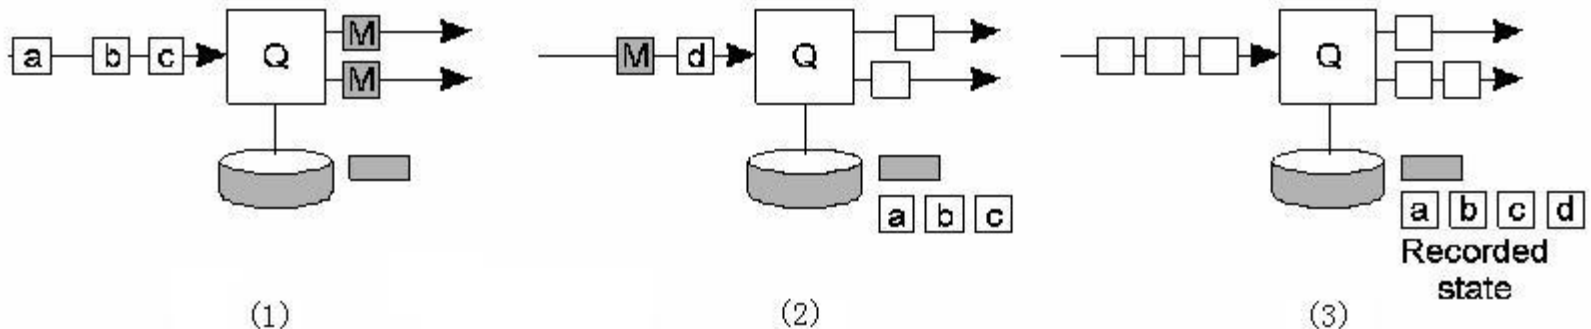 a b c Q M M
M d Q
Q
a b c
a b c d
Recorded
state
(1) (2) (3)